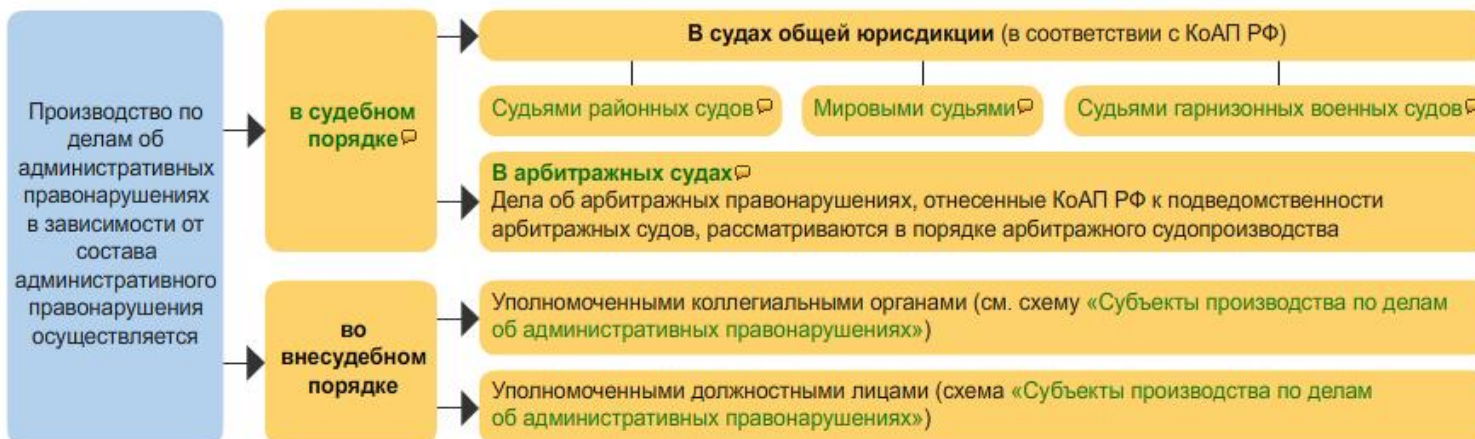 Производство по
делам об
административных
правонарушениях
в зависимости от
состава
административного
правонарушения
осуществляется
в судебном
порядке
В судах общей юрисдикции (в соответствии с КоАП РФ)
Судьями районных судов
Мировыми судьями
Судьями гарнизонных военных судов
В арбитражных судах
Дела об арбитражных правонарушениях, отнесенные КоАП РФ к подведомственности
арбитражных судов, рассматриваются в порядке арбитражного судопроизводства
во
внесудебном
порядке
Уполномоченными коллегиальными органами (см. схему «Субъекты производства по делам
об административных правонарушениях»)
Уполномоченными должностными лицами (схема «Субъекты производства по делам
об административных правонарушениях»)